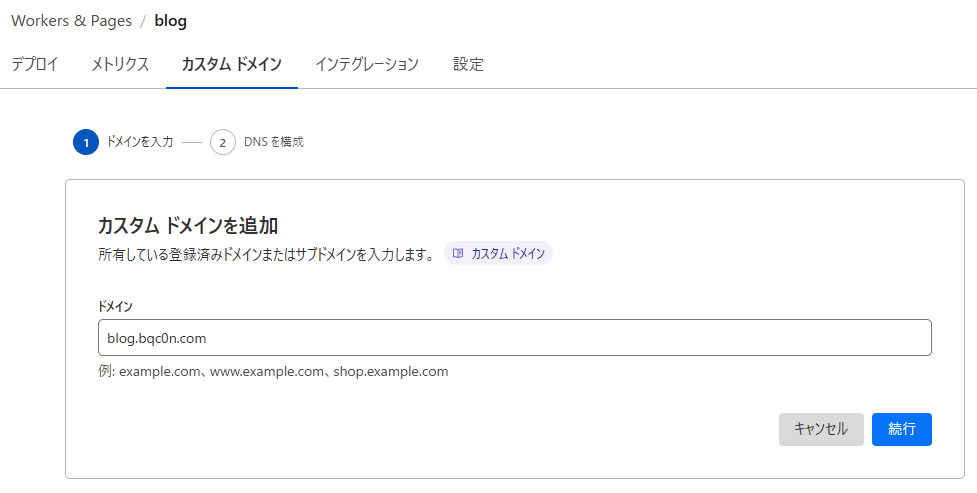 Workers & Pages / blog
デプロイ メトリクス カスタム ドメイン インテグレーション 設定
1 ドメインを入力 2 DNS を構成
カスタム ドメインを追加
所有している登録済みドメインまたはサブドメインを入力します。 カスタム ドメイン
ドメイン
blog.bqc0n.com
例: example.com、www.example.com、shop.example.com
キャンセル 続行